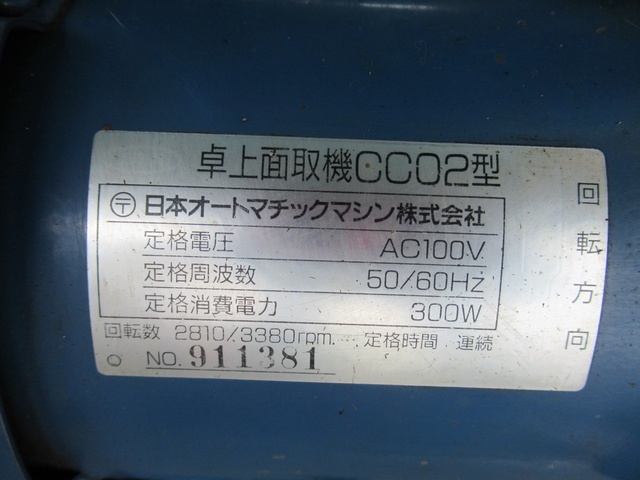 卓上面取機CC02型
〒 日本オートマチックマシン株式会社
定格電圧 AC100V
定格周波数 50/60Hz
定格消費電力 300W
回転数 2810/3380rpm. 定格時間 連続
NO. 911381
回転方向